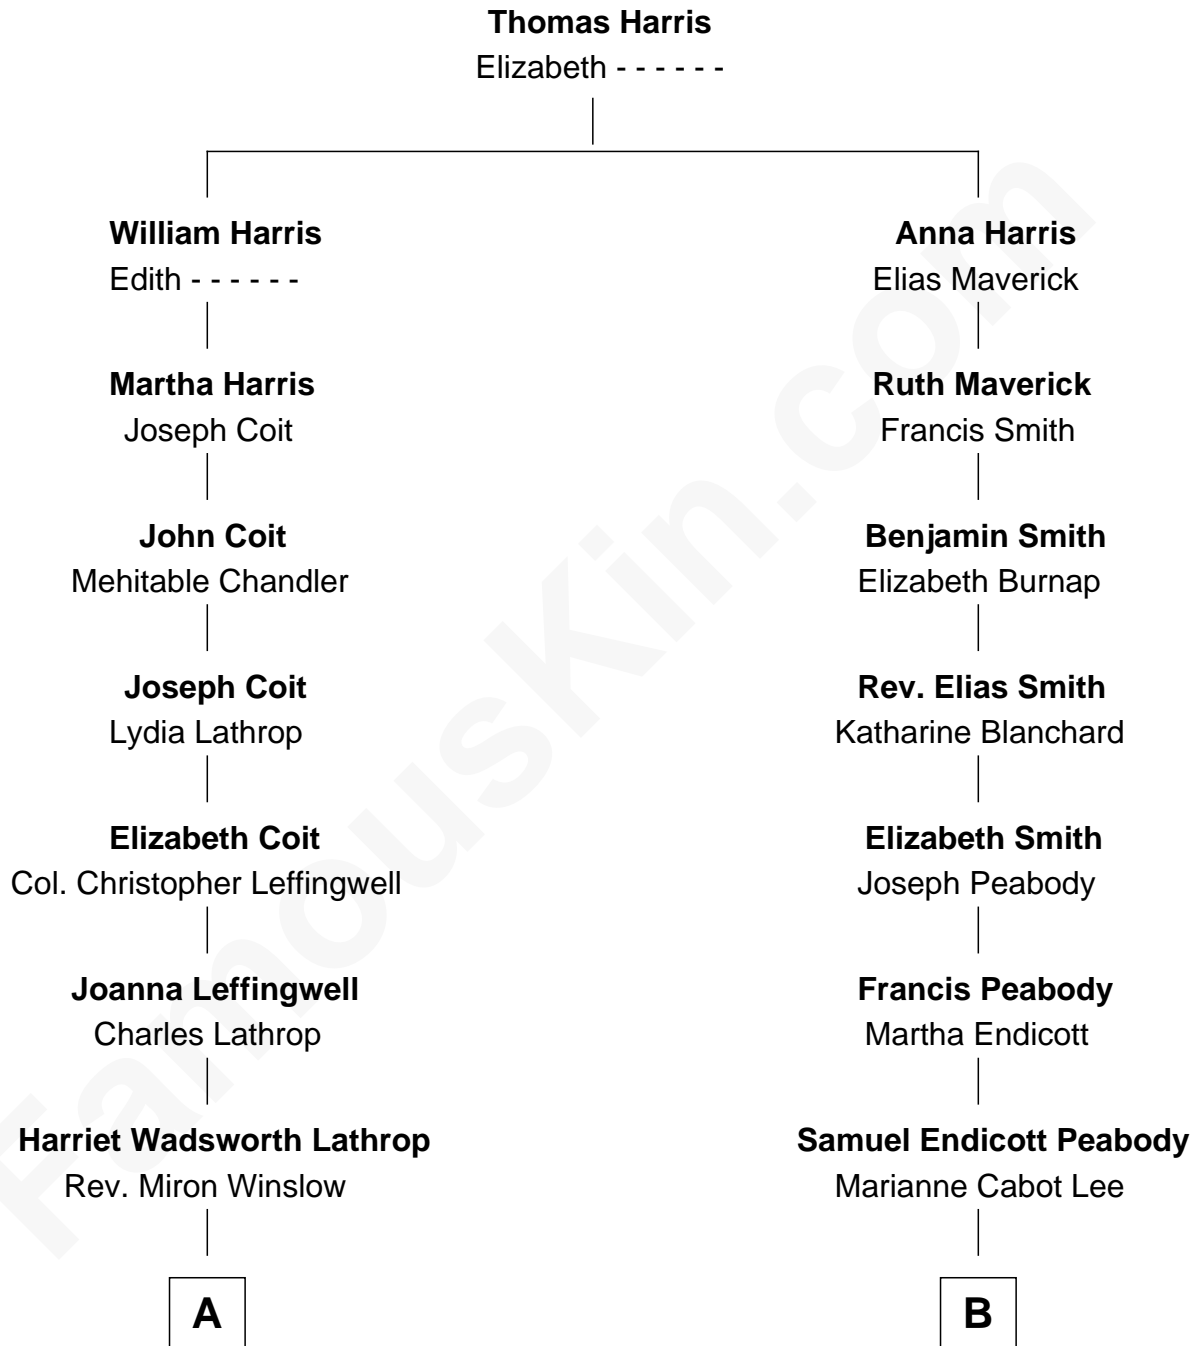 Thomas Harris
Elizabeth - - - - - -
William Harris
Edith - - - - - -
Anna Harris
Elias Maverick
Martha Harris
Joseph Coit
Ruth Maverick
Francis Smith
John Coit
Mehitable Chandler
Benjamin Smith
Elizabeth Burnap
Joseph Coit
Lydia Lathrop
Rev. Elias Smith
Katharine Blanchard
Elizabeth Coit
Col. Christopher Leffingwell
Elizabeth Smith
Joseph Peabody
Joanna Leffingwell
Charles Lathrop
Francis Peabody
Martha Endicott
Harriet Wadsworth Lathrop
Rev. Miron Winslow
Samuel Endicott Peabody
Marianne Cabot Lee
A
B
FamousKin.com